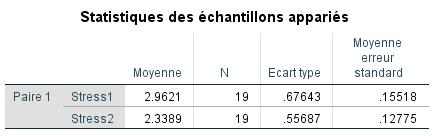 Statistiques des échantillons appariés
Moyenne N Ecart type Moyenne erreur standard
Paire 1 Stress1 2.9621 19 .67643 .15518
Stress2 2.3389 19 .55687 .12775